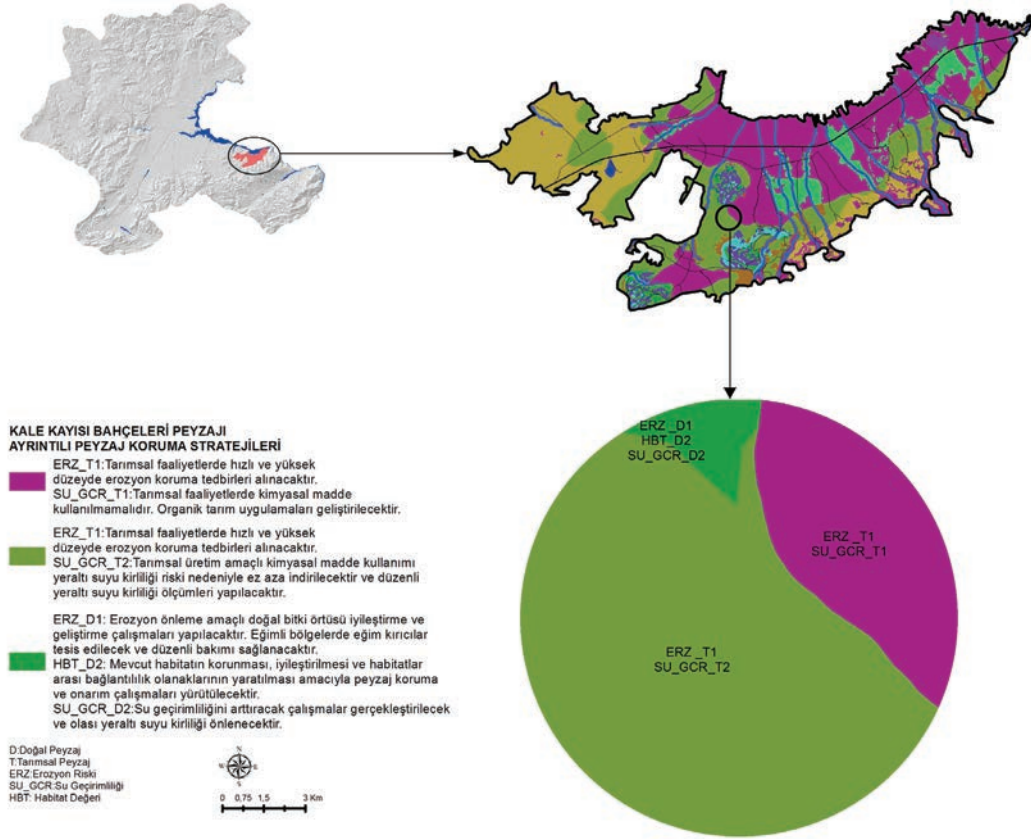 KALE KAYISI BAHÇELERİ PEYZAJI
AYRINTILI PEYZAJ KORUMA STRATEJİLERİ
ERZ_T1:Tarımsal faaliyetlerde hızlı ve yüksek
düzeyde erozyon koruma tedbirleri alınacaktır.
SU_GCR_T1:Tarımsal faaliyetlerde kimyasal madde
kullanılmamalıdır. Organik tarım uygulamaları geliştirilecektir.
ERZ_T1:Tarımsal faaliyetlerde hızlı ve yüksek
düzeyde erozyon koruma tedbirleri alınacaktır.
SU_GCR_T2:Tarımsal üretim amaçlı kimyasal madde kullanımı
yeraltı suyu kirliliği riski nedeniyle ez aza indirilecektir ve düzenli
yeraltı suyu kirliliği ölçümleri yapılacaktır.
ERZ_D1: Erozyon önleme amaçlı doğal bitki örtüsü iyileştirme ve
geliştirme çalışmaları yapılacaktır. Eğimli bölgelerde eğim kırıcılar
tesis edilecek ve düzenli bakımı sağlanacaktır.
HBT_D2: Mevcut habitatın korunması, iyileştirilmesi ve habitatlar
arası bağlantılılık olanaklarının yaratılması amacıyla peyzaj koruma
ve onarım çalışmaları yürütülecektir.
SU_GCR_D2:Su geçirimliliğini arttıracak çalışmalar gerçekleştirilecek
ve olası yeraltı suyu kirliliği önlenecektir.
D:Doğal Peyzaj
T:Tarımsal Peyzaj
ERZ:Erozyon Riski
SU_GCR:Su Geçirimliliği
HBT: Habitat Değeri
N
0 0,75 1,5 3 Km
ERZ_D1
HBT_D2
SU_GCR_D2
ERZ _T1
SU_GCR_T1
ERZ _T1
SU_GCR_T2